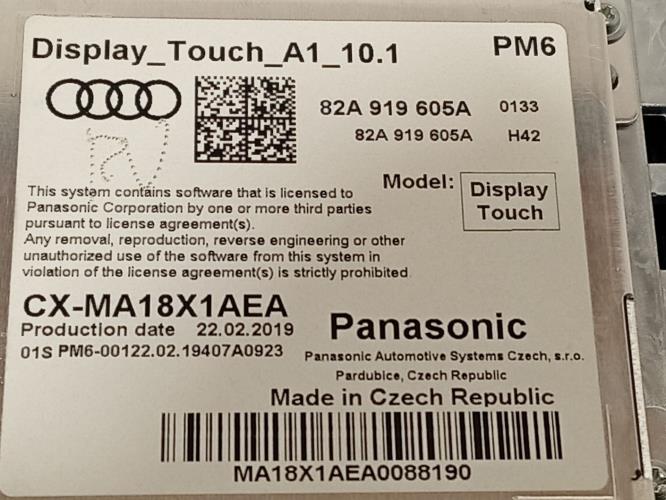 Display_Touch_A1_10.1 PM6
82A 919 605A 0133
82A 919 605A H42
Model: Display Touch
This system contains software that is licensed to
Panasonic Corporation by one or more third parties
pursuant to license agreement(s).
Any removal, reproduction, reverse engineering or other
unauthorized use of the software from this system in
violation of the license agreement(s) is strictly prohibited
CX-MA18X1AEA
Production date 22.02.2019
01S PM6-00122.02.19407A0923
Panasonic
Panasonic Automotive Systems Czech, s.r.o.
Pardubice, Czech Republic
Made in Czech Republic
MA18X1AEA0088190